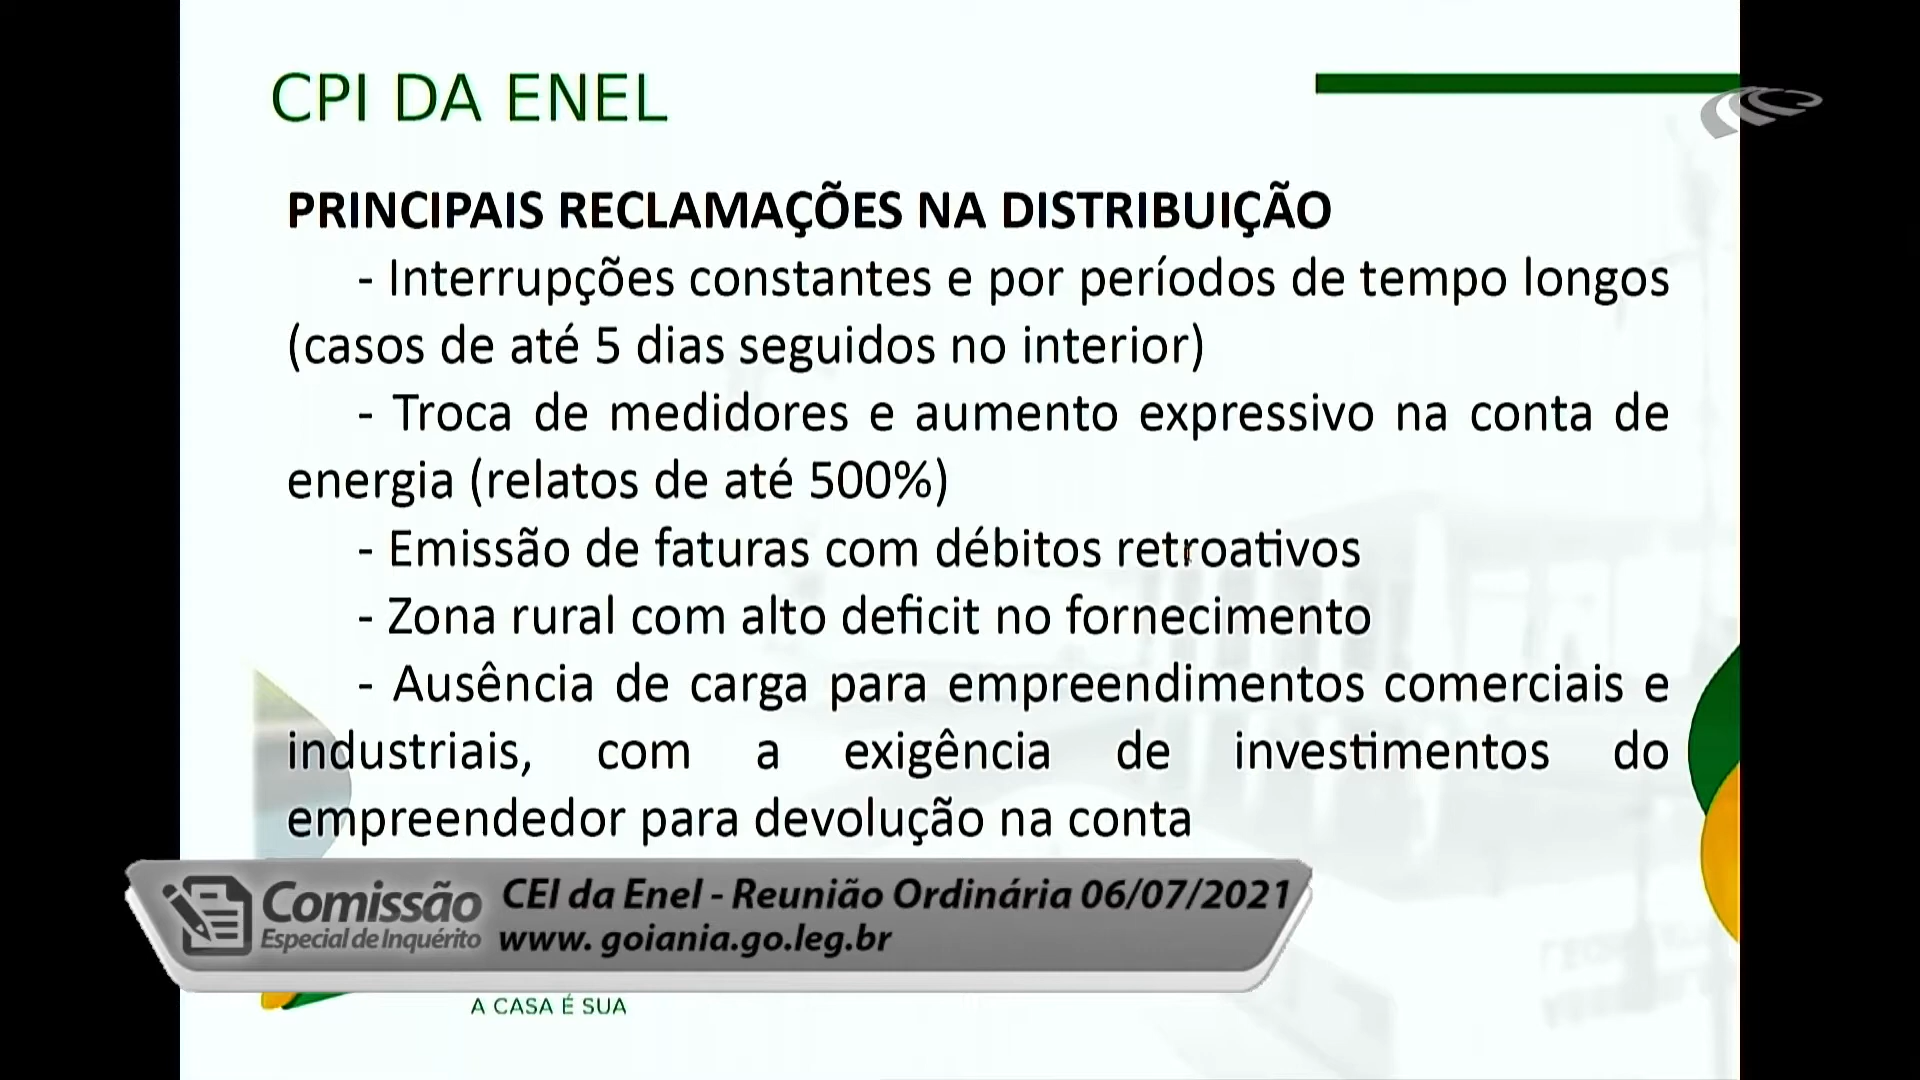 CPI DA ENEL
PRINCIPAIS RECLAMAÇÕES NA DISTRIBUIÇÃO
- Interrupções constantes e por períodos de tempo longos
(casos de até 5 dias seguidos no interior)
- Troca de medidores e aumento expressivo na conta de
energia (relatos de até 500%)
- Emissão de faturas com débitos retroativos
- Zona rural com alto deficit no fornecimento
- Ausência de carga para empreendimentos comerciais e
industriais, com a exigência de investimentos do
empreendedor para devolução na conta
Comissão
Especial de Inquérito
CEI da Enel - Reunião Ordinária 06/07/2021
www. goiania.go.leg.br
A CASA É SUA